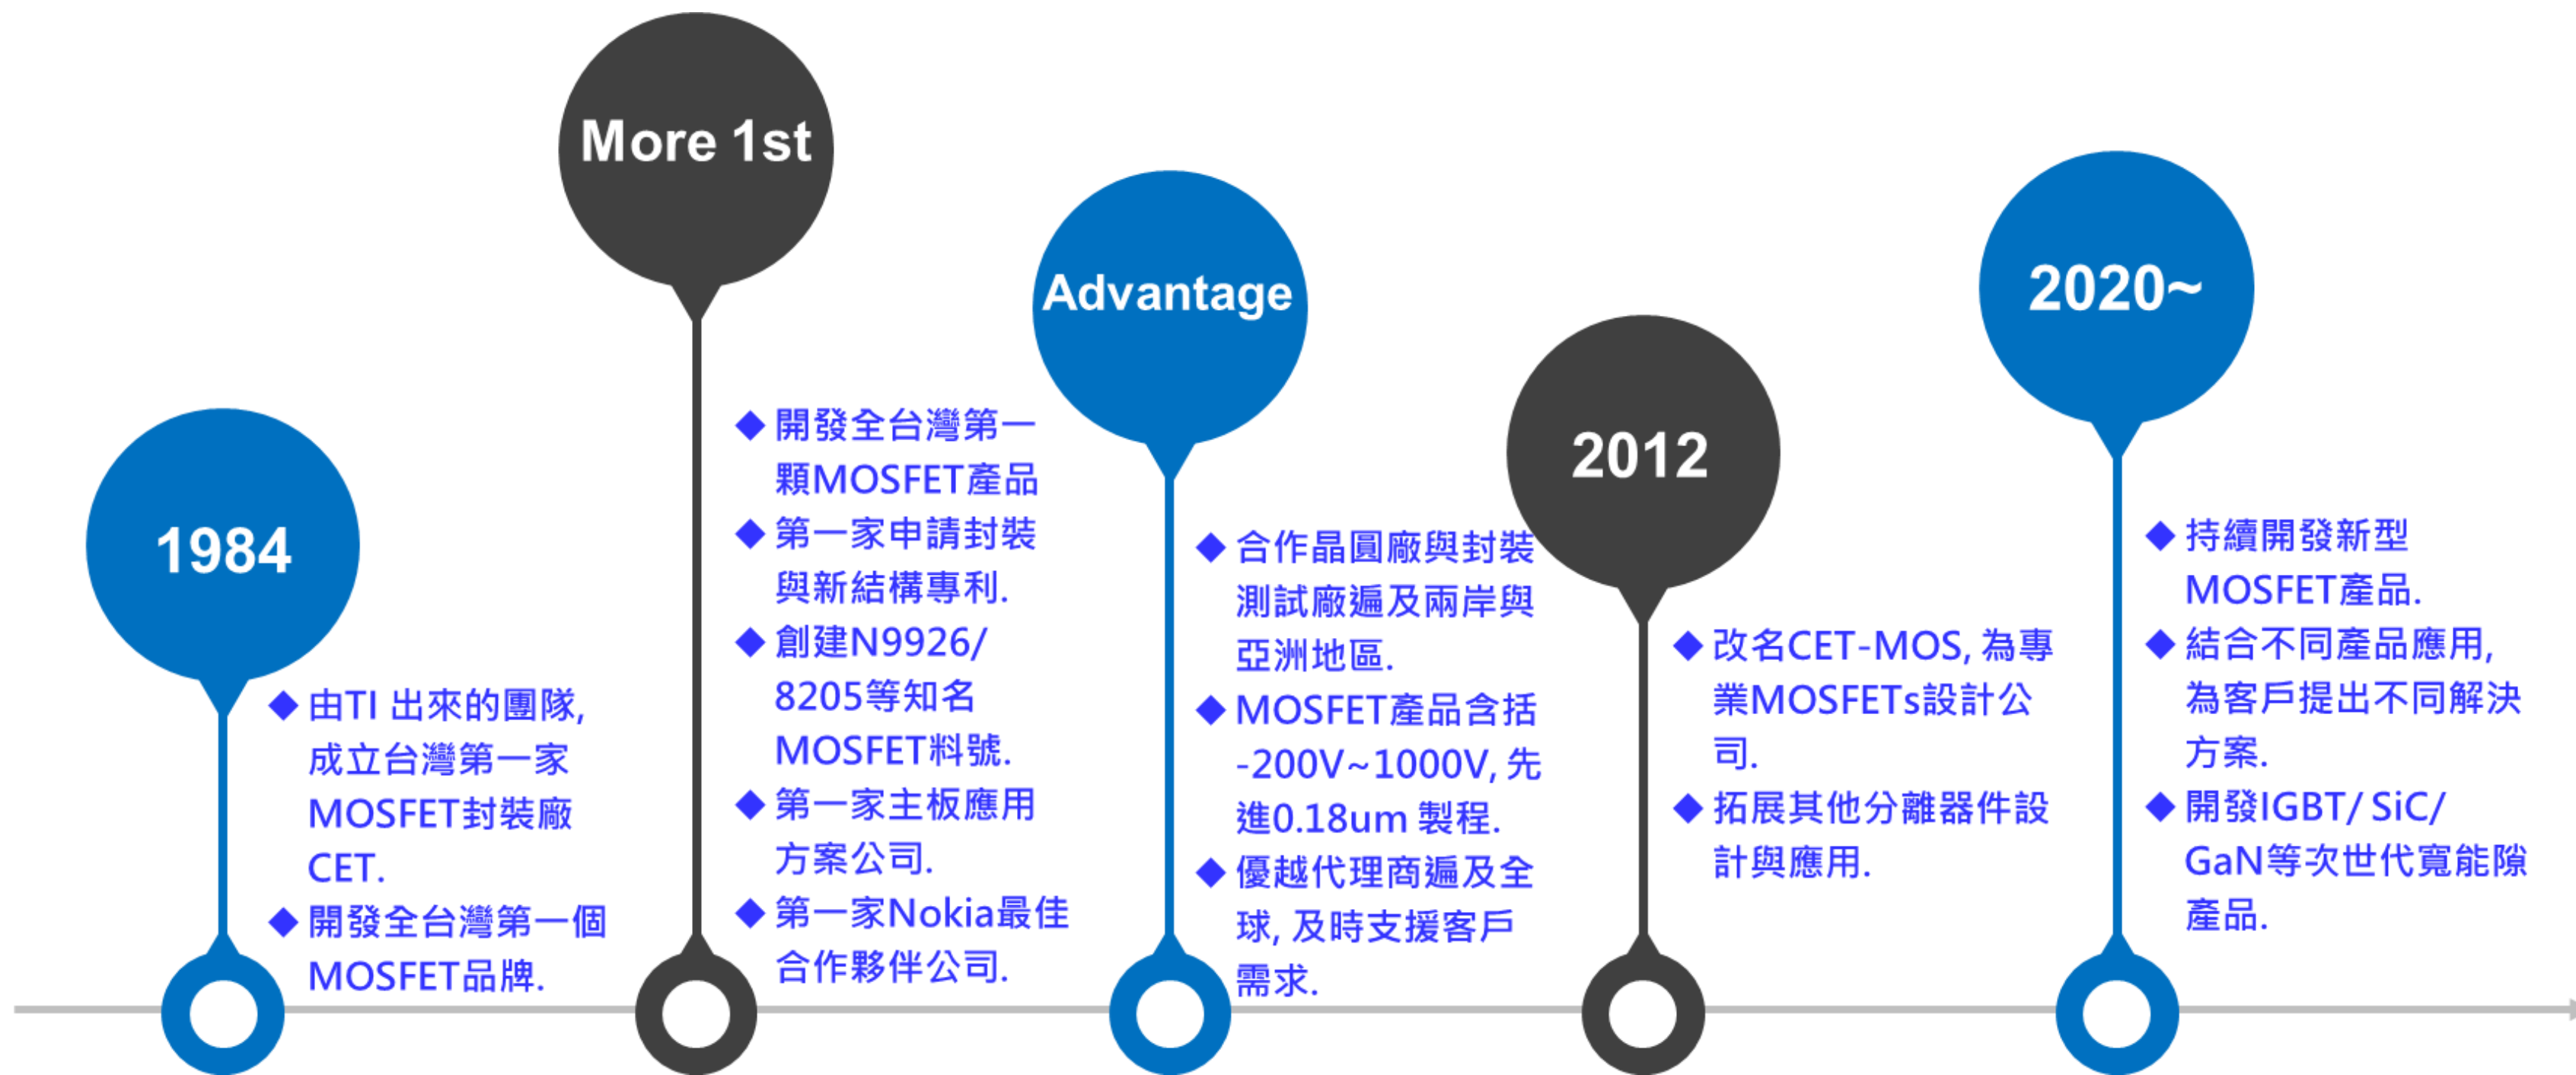 1984
由TI 出來的團隊,
成立台灣第一家
MOSFET封裝廠
CET.
開發全台灣第一個
MOSFET品牌.
More 1st
開發全台灣第一
顆MOSFET產品
第一家申請封裝
與新結構專利.
創建N9926/
8205等知名
MOSFET料號.
第一家主板應用
方案公司.
第一家Nokia最佳
合作夥伴公司.
Advantage
合作晶圓廠與封裝
測試廠遍及兩岸與
亞洲地區.
MOSFET產品含括
-200V~1000V, 先
進0.18um 製程.
優越代理商遍及全
球, 及時支援客戶
需求.
2012
改名CET-MOS, 為專
業MOSFETs設計公
司.
拓展其他分離器件設
計與應用.
2020~
持續開發新型
MOSFET產品.
結合不同產品應用,
為客戶提出不同解決
方案.
開發IGBT/ SiC/
GaN等次世代寬能隙
產品.